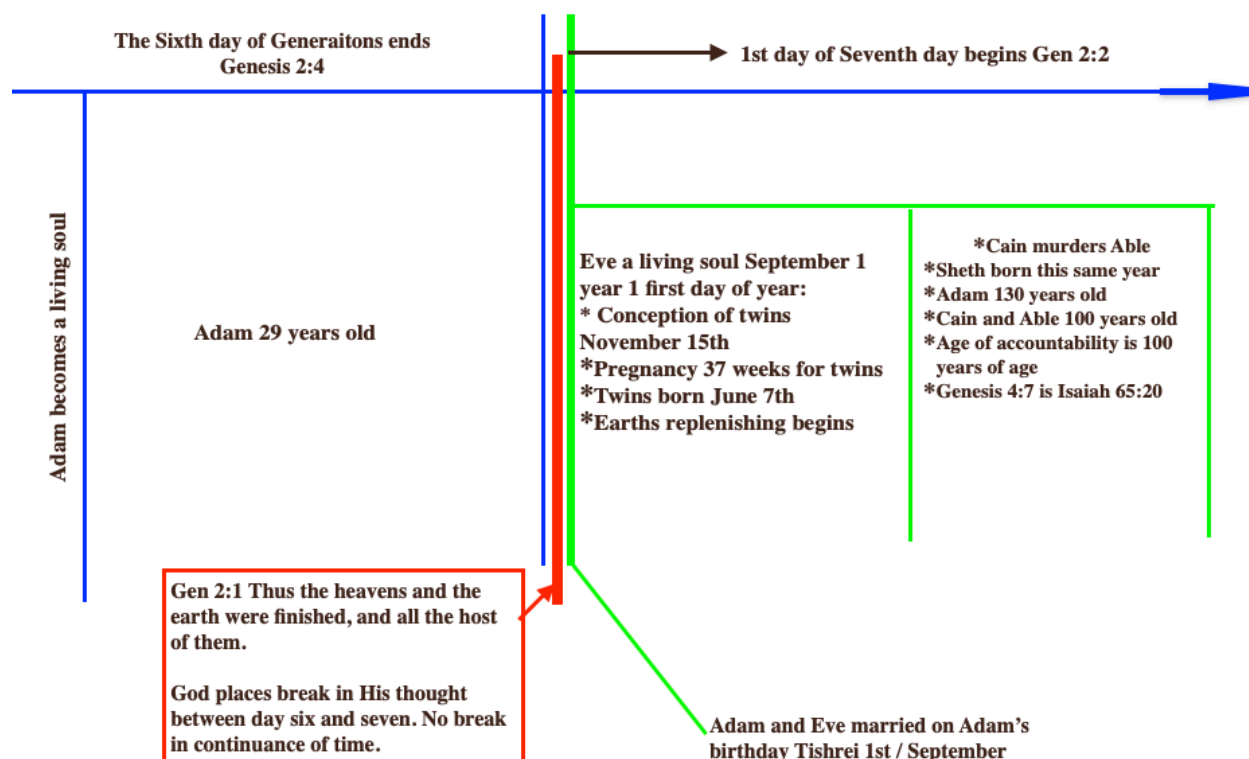 The Sixth day of Generaitons ends
Genesis 2:4
1st day of Seventh day begins Gen 2:2
Adam becomes a living soul
Adam 29 years old
Eve a living soul September 1
year 1 first day of year:
* Conception of twins
November 15th
*Pregnancy 37 weeks for twins
*Twins born June 7th
*Earths replenishing begins
*Cain murders Able
*Sheth born this same year
*Adam 130 years old
*Cain and Able 100 years old
*Age of accountability is 100
years of age
*Genesis 4:7 is Isaiah 65:20
Gen 2:1 Thus the heavens and the
earth were finished, and all the host
of them.
God places break in His thought
between day six and seven. No break
in continuance of time.
Adam and Eve married on Adam's
birthday Tishrei 1st / September